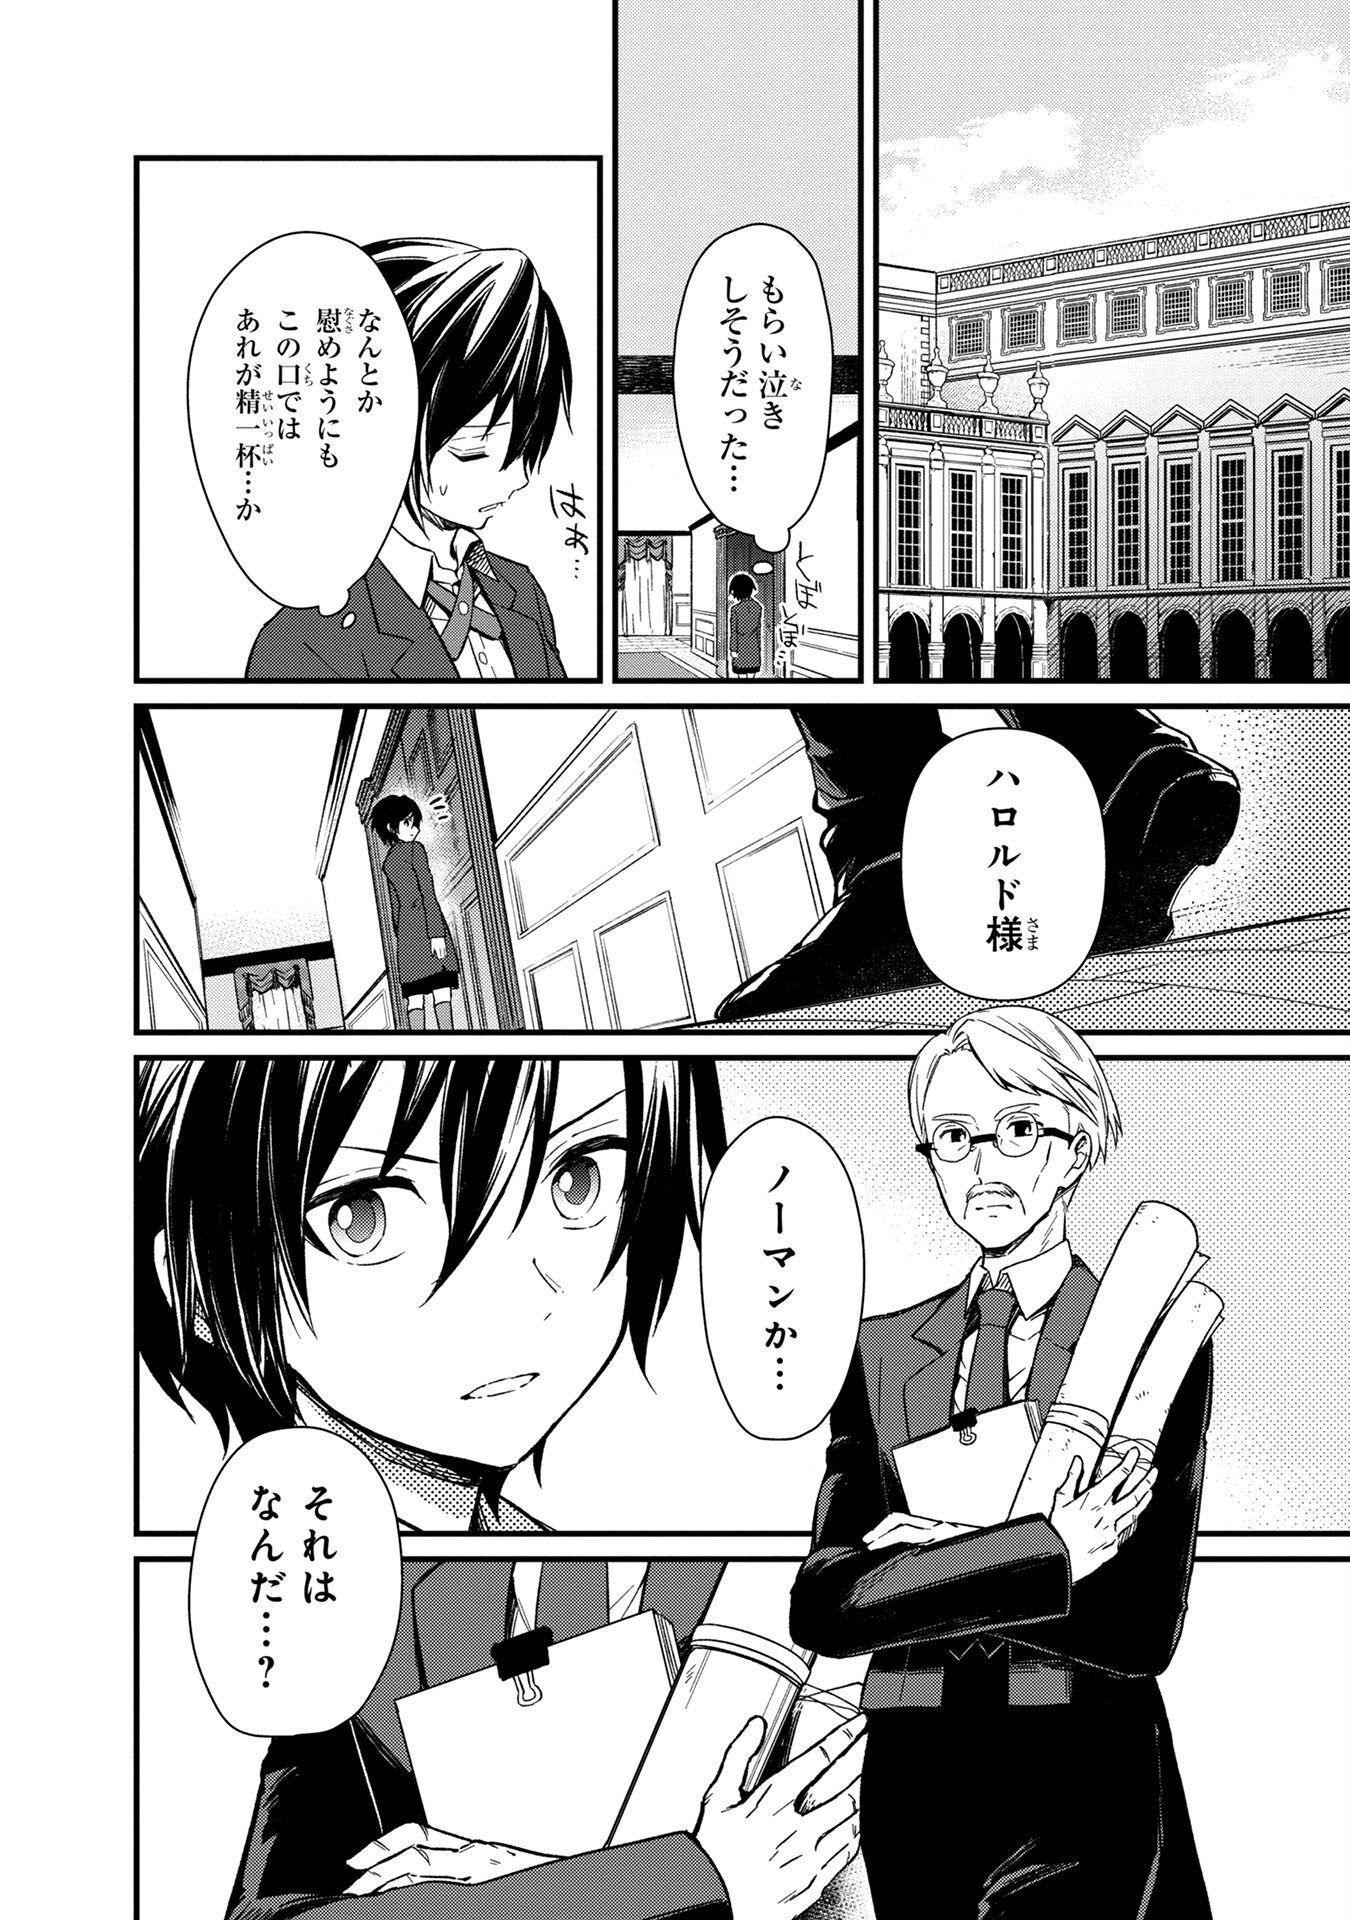 もらい泣き
しそうだった…
とぼ
とぼ…
なんとか
慰めようにも
この口では
あれが精一杯…か
はあ…
ハロルド様
ノーマンか…
それは
なんだ…?